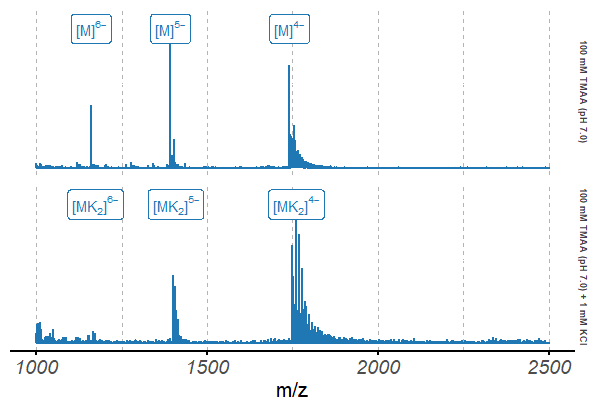 [M]⁶⁻ [M]⁵⁻ [M]⁴⁻
100 mM TMAA (pH 7.0)
[MK₂]⁶⁻ [MK₂]⁵⁻ [MK₂]⁴⁻
100 mM TMAA (pH 7.0) + 1 mM KCl
1000 1500 2000 2500
m/z